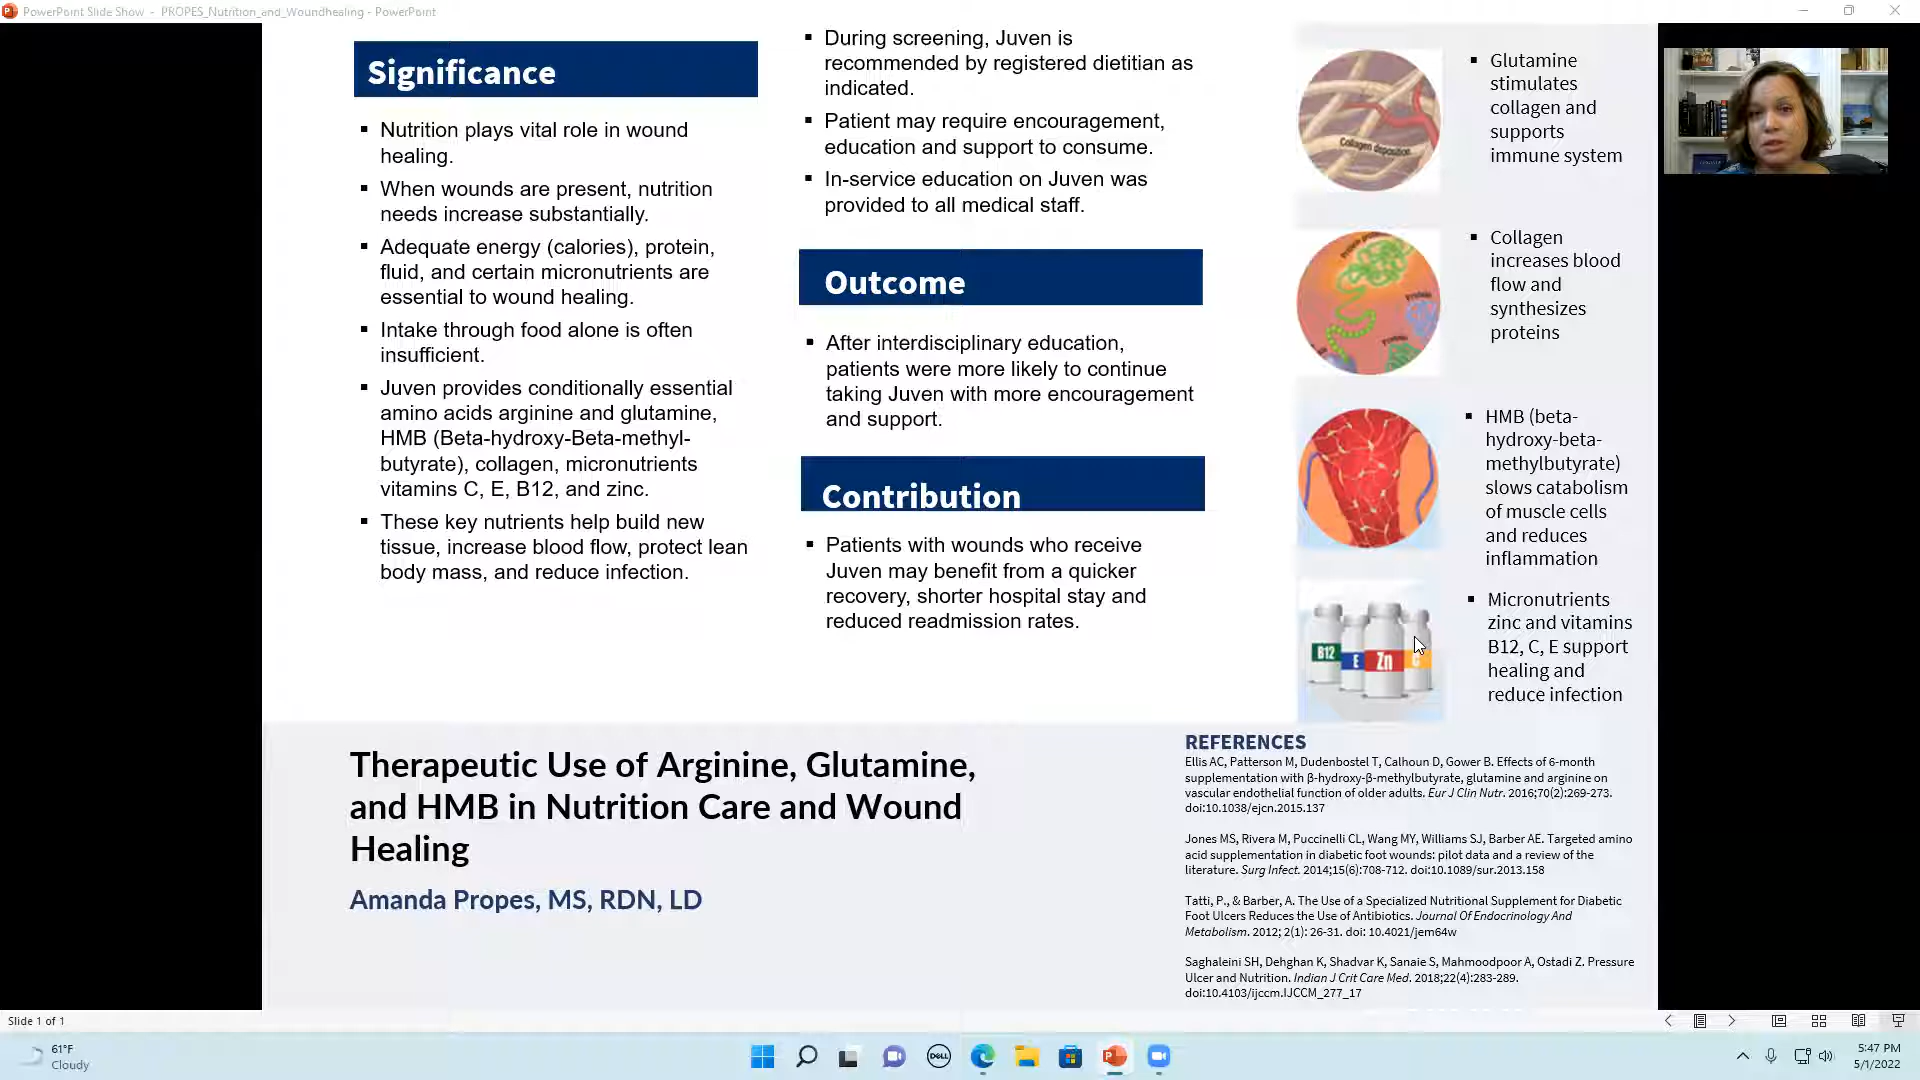 PowerPoint Slide Show - PROPES_Nutrition_and_Woundhealing - PowerPoint
Significance
▪ Nutrition plays vital role in wound
healing.
▪ When wounds are present, nutrition
needs increase substantially.
▪ Adequate energy (calories), protein,
fluid, and certain micronutrients are
essential to wound healing.
▪ Intake through food alone is often
insufficient.
▪ Juven provides conditionally essential
amino acids arginine and glutamine,
HMB (Beta-hydroxy-Beta-methyl-
butyrate), collagen, micronutrients
vitamins C, E, B12, and zinc.
▪ These key nutrients help build new
tissue, increase blood flow, protect lean
body mass, and reduce infection.
▪ During screening, Juven is
recommended by registered dietitian as
indicated.
▪ Patient may require encouragement,
education and support to consume.
▪ In-service education on Juven was
provided to all medical staff.
Outcome
▪ After interdisciplinary education,
patients were more likely to continue
taking Juven with more encouragement
and support.
Contribution
▪ Patients with wounds who receive
Juven may benefit from a quicker
recovery, shorter hospital stay and
reduced readmission rates.
Collagen deposition
▪ Glutamine
stimulates
collagen and
supports
immune system
Protein
Protein
▪ Collagen
increases blood
flow and
synthesizes
proteins
▪ HMB (beta-
hydroxy-beta-
methylbutyrate)
slows catabolism
of muscle cells
and reduces
inflammation
B12 E Zn C
▪ Micronutrients
zinc and vitamins
B12, C, E support
healing and
reduce infection
Therapeutic Use of Arginine, Glutamine,
and HMB in Nutrition Care and Wound
Healing
Amanda Propes, MS, RDN, LD
REFERENCES
Ellis AC, Patterson M, Dudenbostel T, Calhoun D, Gower B. Effects of 6-month
supplementation with β-hydroxy-β-methylbutyrate, glutamine and arginine on
vascular endothelial function of older adults. Eur J Clin Nutr. 2016;70(2):269-273.
doi:10.1038/ejcn.2015.137
Jones MS, Rivera M, Puccinelli CL, Wang MY, Williams SJ, Barber AE. Targeted amino
acid supplementation in diabetic foot wounds: pilot data and a review of the
literature. Surg Infect. 2014;15(6):708-712. doi:10.1089/sur.2013.158
Tatti, P., & Barber, A. The Use of a Specialized Nutritional Supplement for Diabetic
Foot Ulcers Reduces the Use of Antibiotics. Journal Of Endocrinology And
Metabolism. 2012; 2(1): 26-31. doi: 10.4021/jem64w
Saghaleini SH, Dehghan K, Shadvar K, Sanaie S, Mahmoodpoor A, Ostadi Z. Pressure
Ulcer and Nutrition. Indian J Crit Care Med. 2018;22(4):283-289.
doi:10.4103/ijccm.IJCCM_277_17
Slide 1 of 1
61°F
Cloudy
DELL
5:47 PM
5/1/2022